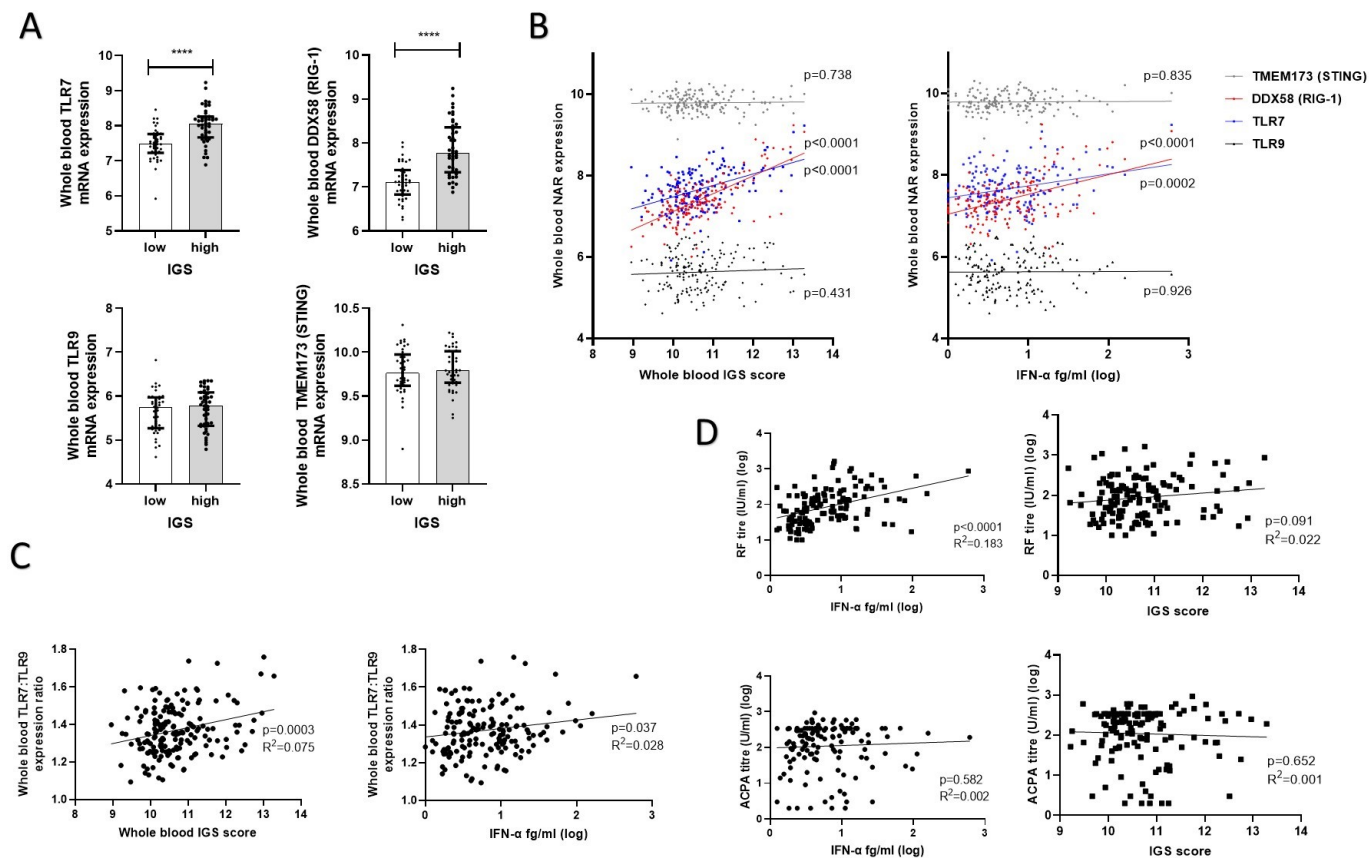 A
Whole blood TLR7
mRNA expression
10
9
8
7
6
5
****
low
high
IGS
Whole blood DDX58 (RIG-1)
mRNA expression
10
9
8
7
6
****
low
high
IGS
Whole blood TLR9
mRNA expression
8
7
6
5
4
low
high
IGS
Whole blood TMEM173 (STING)
mRNA expression
10.5
10.0
9.5
9.0
8.5
low
high
IGS
B
Whole blood NAR expression
10
8
6
4
p=0.738
p<0.0001
p<0.0001
p=0.431
8
9
10
11
12
13
14
Whole blood IGS score
Whole blood NAR expression
10
8
6
4
p=0.835
p<0.0001
p=0.0002
p=0.926
0
1
2
3
IFN-α fg/ml (log)
TMEM173 (STING)
DDX58 (RIG-1)
TLR7
TLR9
C
Whole blood TLR7:TLR9
expression ratio
1.8
1.6
1.4
1.2
1.0
p=0.0003
R²=0.075
8
9
10
11
12
13
14
Whole blood IGS score
Whole blood TLR7:TLR9
expression ratio
1.8
1.6
1.4
1.2
1.0
p=0.037
R²=0.028
0
1
2
3
IFN-α fg/ml (log)
D
RF tire (IU/ml) (log)
4
3
2
1
0
p<0.0001
R²=0.183
0
1
2
3
IFN-α fg/ml (log)
RF tire (IU/ml) (log)
4
3
2
1
0
p=0.091
R²=0.022
9
10
11
12
13
14
IGS score
ACPA titre (U/ml) (log)
4
3
2
1
0
p=0.582
R²=0.002
0
1
2
3
IFN-α fg/ml (log)
ACPA titre (U/ml) (log)
4
3
2
1
0
p=0.652
R²=0.001
9
10
11
12
13
14
IGS score